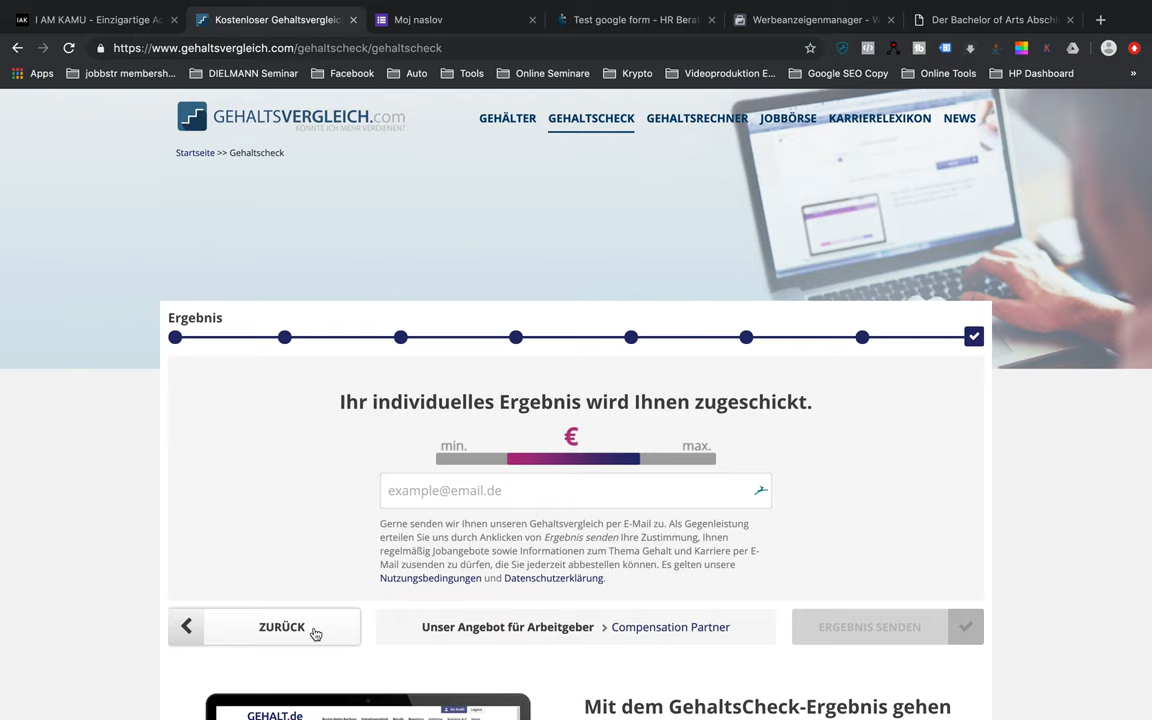 I AM KAMU - Einzigartige Ac
Kostenloser Gehaltsvergleich
Moj naslov
Test google form - HR Berat
Werbeanzeigenmanager - W
Der Bachelor of Arts Abschl
https://www.gehaltsvergleich.com/gehaltscheck/gehaltscheck
Apps
jobbstr membersh...
DIELMANN Seminar
Facebook
Auto
Tools
Online Seminare
Krypto
Videoproduktion E...
Google SEO Copy
Online Tools
HP Dashboard
»
GEHALTSVERGLEICH.com
KÖNNTE ICH MEHR VERDIENEN?
GEHÄLTER
GEHALTSCHECK
GEHALTSRECHNER
JOBBÖRSE
KARRIERELEXIKON
NEWS
Startseite >> Gehaltscheck
Ergebnis
Ihr individuelles Ergebnis wird Ihnen zugeschickt.
min.
€
max.
example@email.de
Gerne senden wir Ihnen unseren Gehaltsvergleich per E-Mail zu. Als Gegenleistung
erteilen Sie uns durch Anklicken von Ergebnis senden Ihre Zustimmung, Ihnen
regelmäßig Jobangebote sowie Informationen zum Thema Gehalt und Karriere per E-
Mail zusenden zu dürfen, die Sie jederzeit abbestellen können. Es gelten unsere
Nutzungsbedingungen und Datenschutzerklärung.
ZURÜCK
Unser Angebot für Arbeitgeber > Compensation Partner
ERGEBNIS SENDEN
GEHALT.de
Mit dem GehaltsCheck-Ergebnis gehen